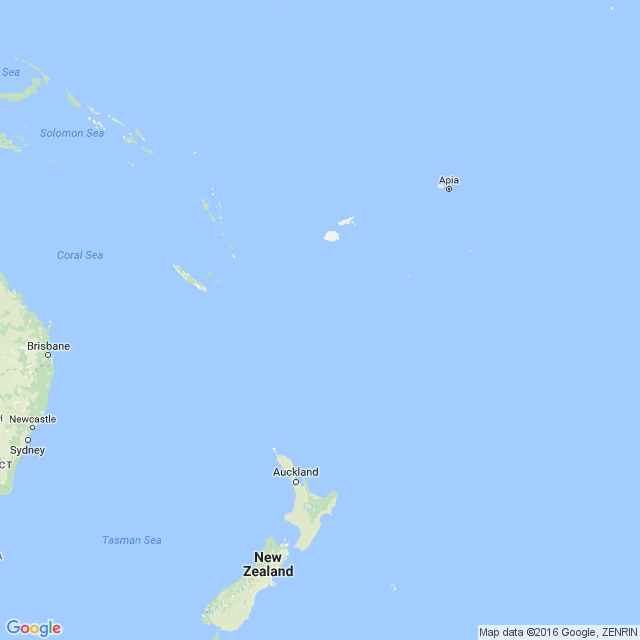 Sea
Solomon Sea
Apia
Coral Sea
Brisbane
Newcastle
Sydney
CT
Auckland
Tasman Sea
New
Zealand
Google
Map data ©2016 Google, ZENRIN